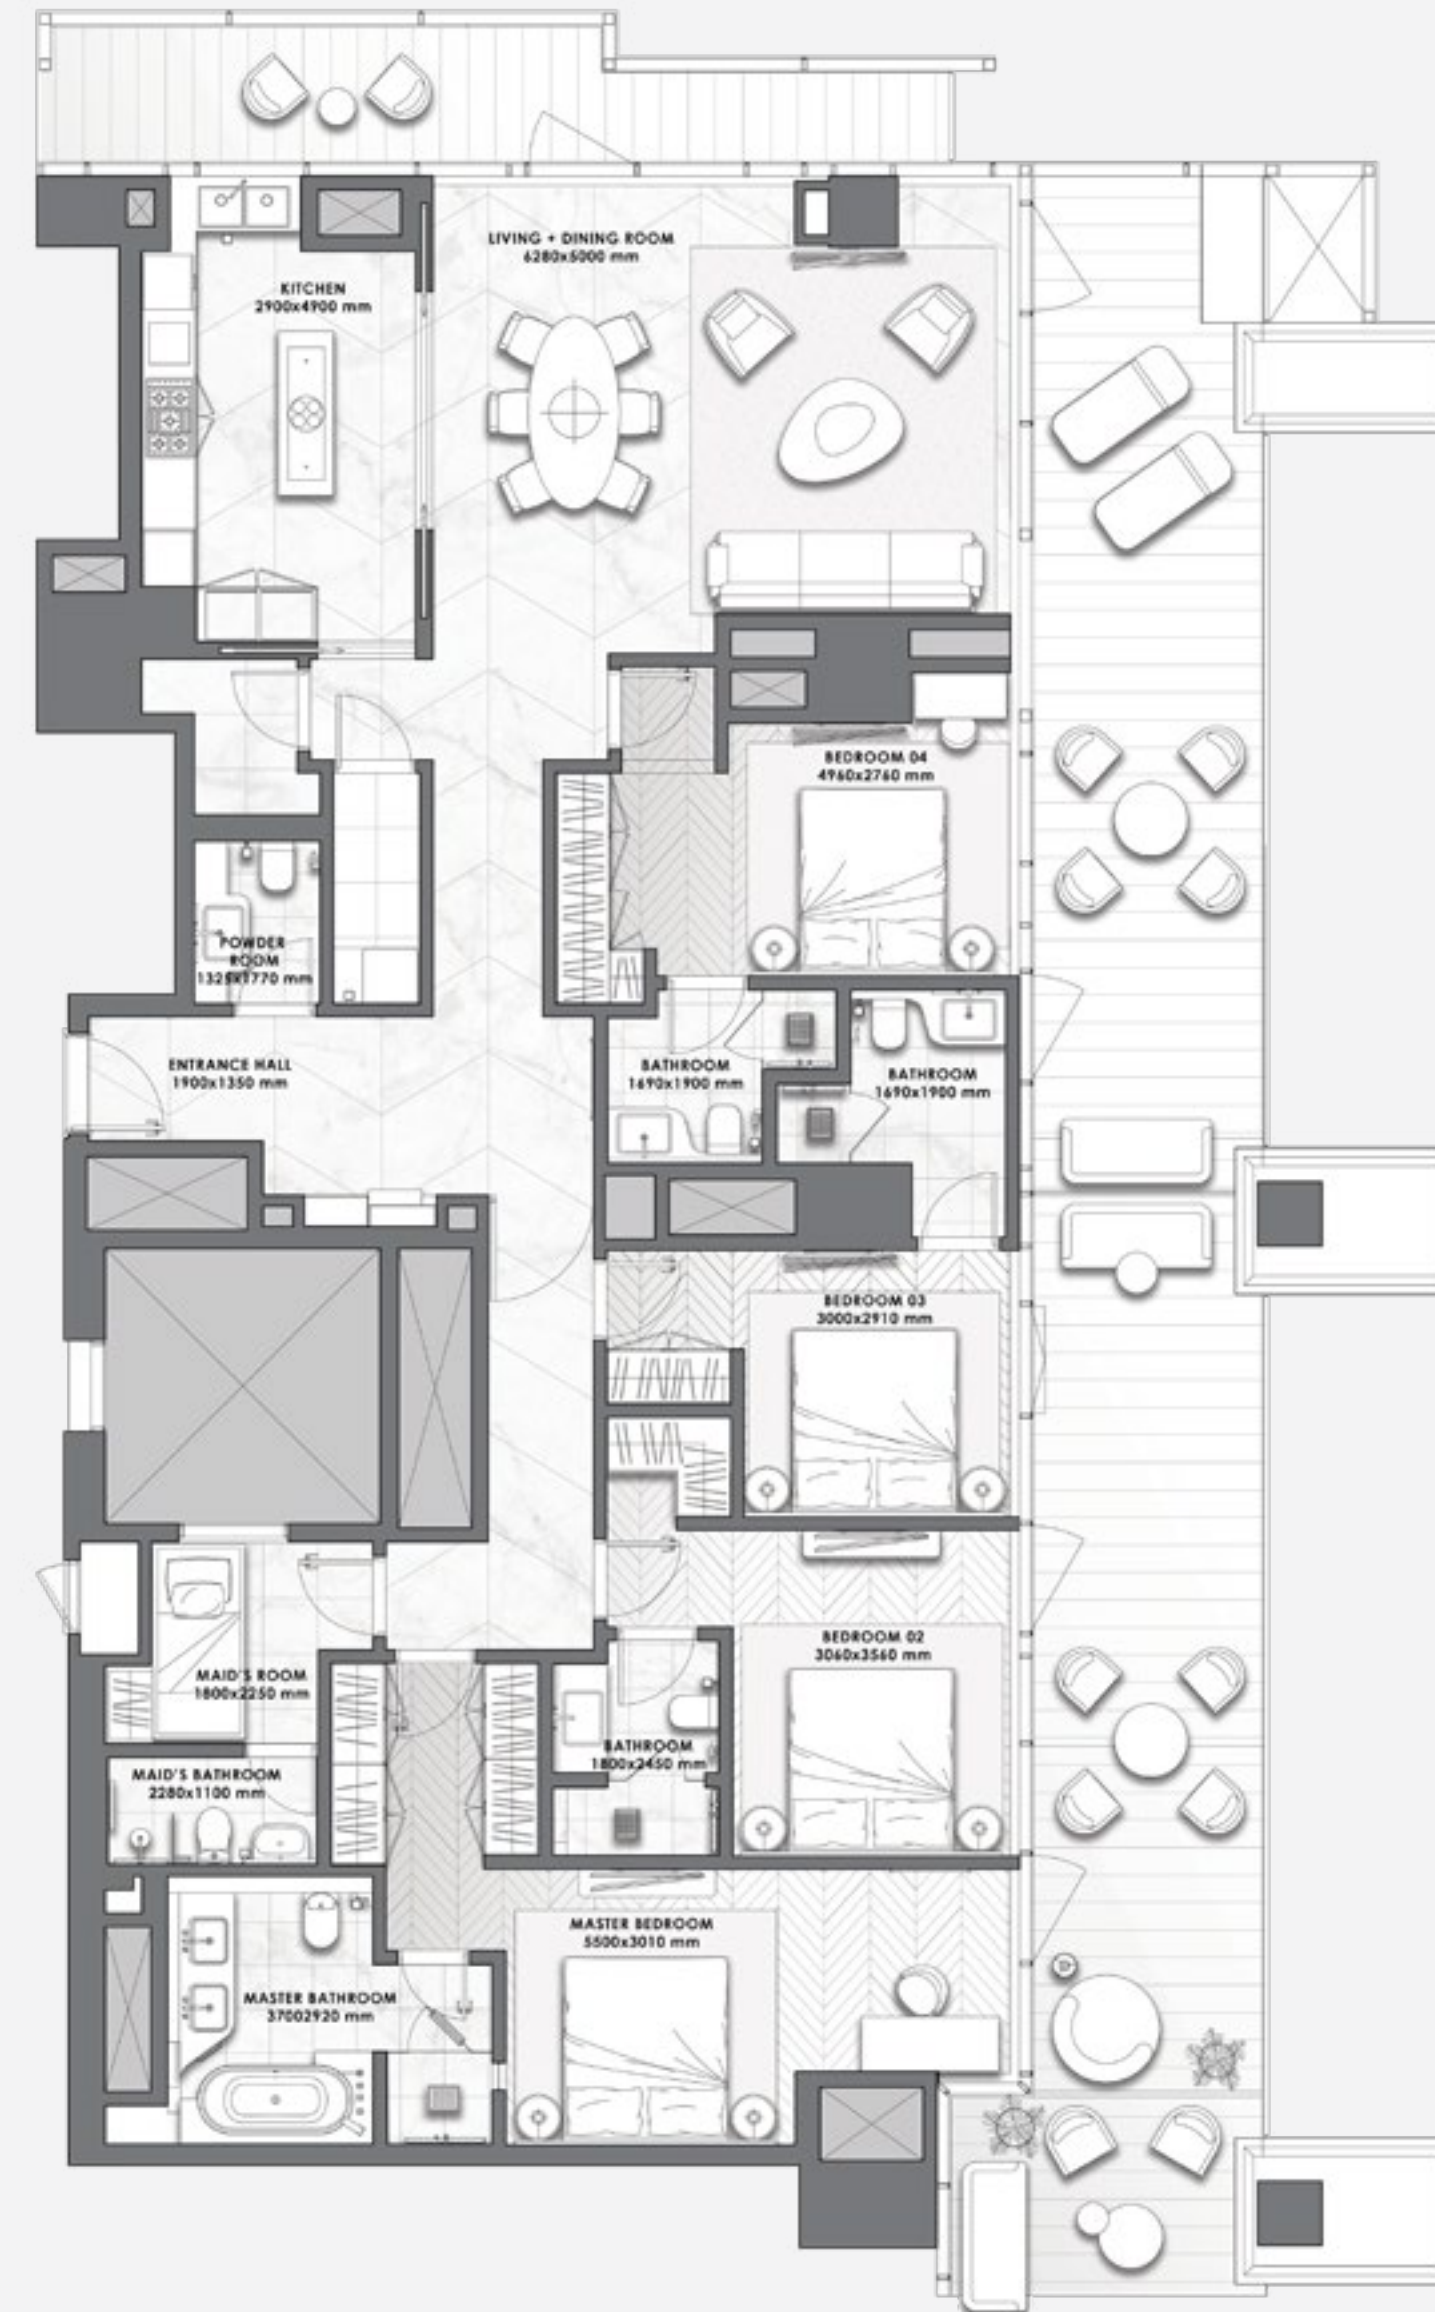 LIVING + DINING ROOM
6280x5000 mm
KITCHEN
2900x4900 mm
BEDROOM 04
4960x2760 mm
POWDER
ROOM
1325x1770 mm
ENTRANCE HALL
1900x1350 mm
BATHROOM
1690x1900 mm
BATHROOM
1690x1900 mm
BEDROOM 03
3000x2910 mm
BEDROOM 02
3060x3560 mm
MAID'S ROOM
1800x2250 mm
BATHROOM
1800x2450 mm
MAID'S BATHROOM
2280x1100 mm
MASTER BEDROOM
5500x3010 mm
MASTER BATHROOM
37002920 mm